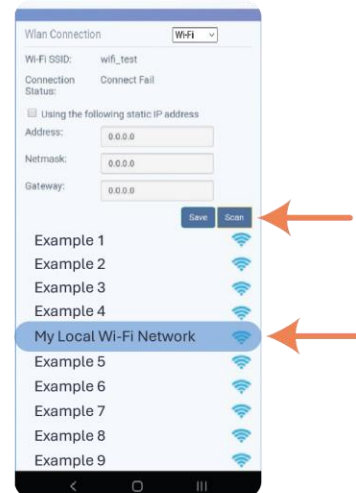 Wlan Connection Wi-Fi
Wi-Fi SSID: wifi_test
Connection Status: Connect Fail
Using the following static IP address
Address: 0.0.0.0
Netmask: 0.0.0.0
Gateway: 0.0.0.0
Save Scan
Example 1
Example 2
Example 3
Example 4
My Local Wi-Fi Network
Example 5
Example 6
Example 7
Example 8
Example 9